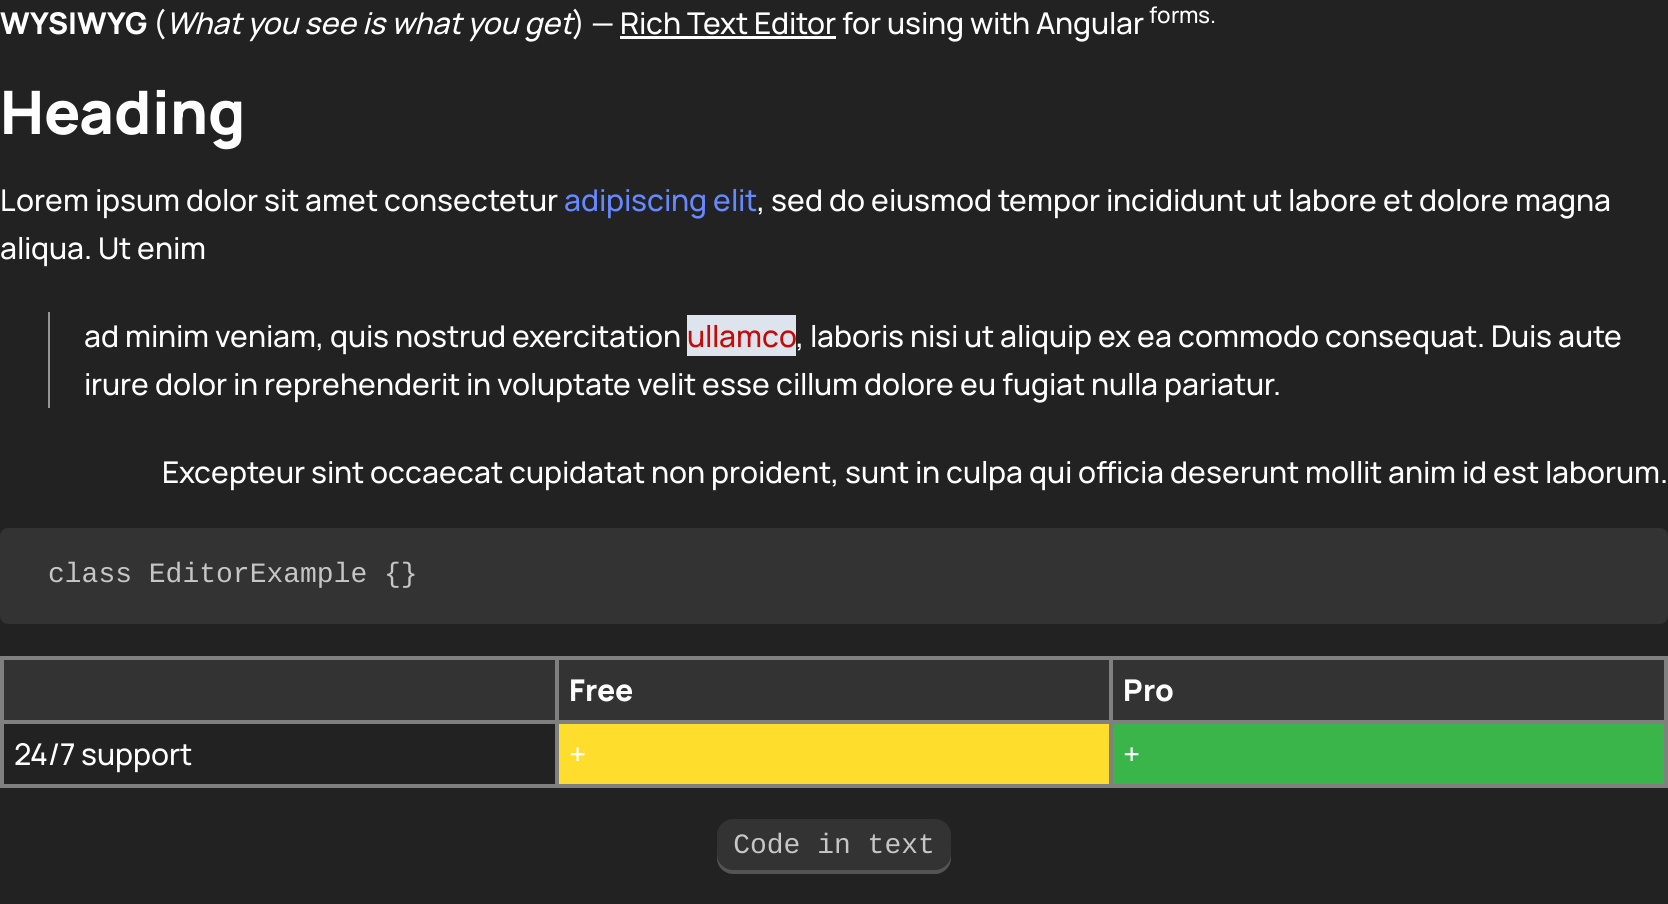 WYSIWYG (What you see is what you get) — Rich Text Editor for using with Angular forms.
Heading
Lorem ipsum dolor sit amet consectetur adipiscing elit, sed do eiusmod tempor incididunt ut labore et dolore magna
aliqua. Ut enim
ad minim veniam, quis nostrud exercitation ullamco, laboris nisi ut aliquip ex ea commodo consequat. Duis aute
irure dolor in reprehenderit in voluptate velit esse cillum dolore eu fugiat nulla pariatur.
Excepteur sint occaecat cupidatat non proident, sunt in culpa qui officia deserunt mollit anim id est laborum.
class EditorExample {}
Free Pro
24/7 support + +
Code in text